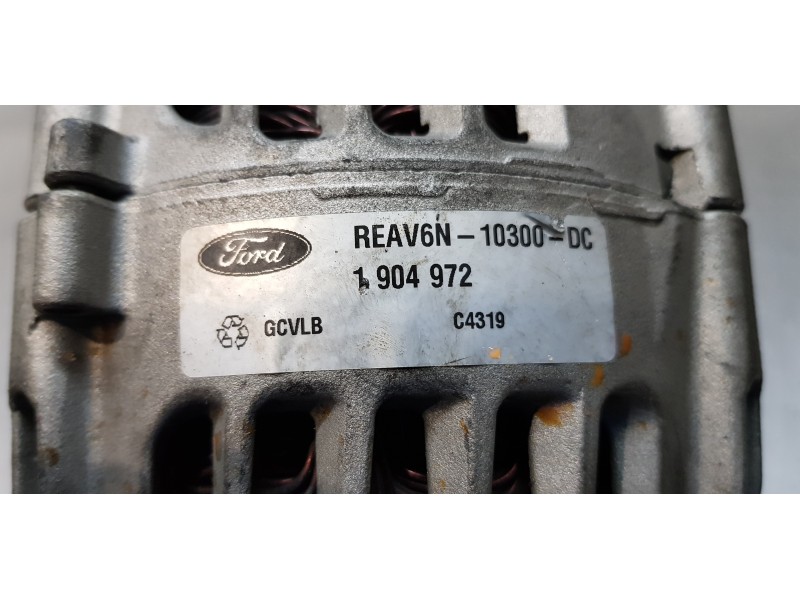 Ford
REAV6N-10300-DC
1 904 972
GCVLB C4319